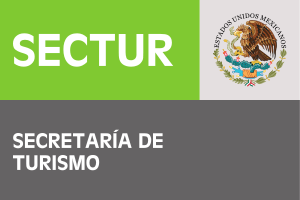 SECTUR
ESTADOS UNIDOS MEXICANOS
SECRETARÍA DE
TURISMO